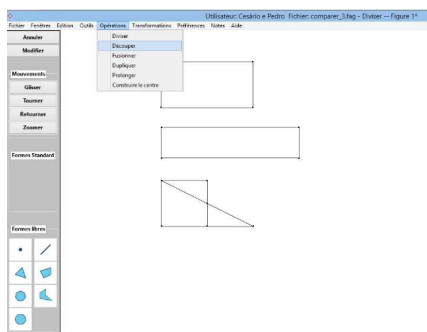 Utilisateur: Cesário e Pedro Fichier: comparer_3.fag - Diviser -- Figure 1*
Fichier Fenêtres Edition Outils Opérations Transformations Préférences Notes Aide
Annuler
Modifier
Mouvements
Glisser
Tourner
Retourner
Zoomer
Formes Standard
Formes libres
Diviser
Découper
Fusionner
Dupliquer
Prolonger
Construire le centre